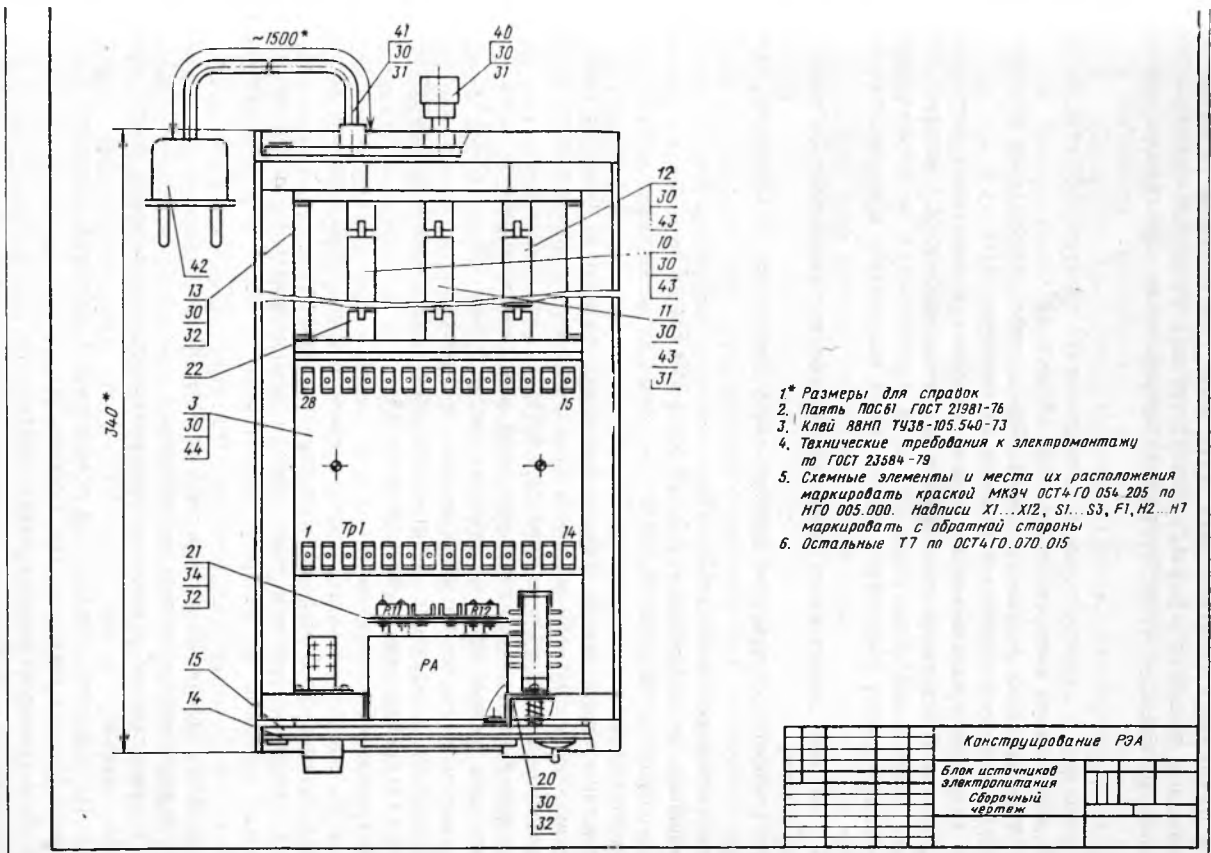 ~1500*
41
30
31
40
30
31
12
30
43
10
30
43
11
30
43
31
42
13
30
32
22
340*
28
15
3
30
44
1
Тр1
14
21
34
32
R11
R12
РА
15
14
20
30
32
1.* Размеры для справок
2. Паять ПОС61 ГОСТ 21981-76
3. Клей 88НП ТУ38-105.540-73
4. Технические требования к электромонтажу
по ГОСТ 23584-79
5. Схемные элементы и места их расположения
маркировать краской МКЭЧ ОСТ4 ГО 054.205 по
НГО 005.000. Надписи X1...X12, S1...S3, F1, H2...H7
маркировать с обратной стороны
6. Остальные Т7 по ОСТ4 ГО.070.015
Конструирование РЭА
Блок источников
электропитания
Сборочный
чертеж